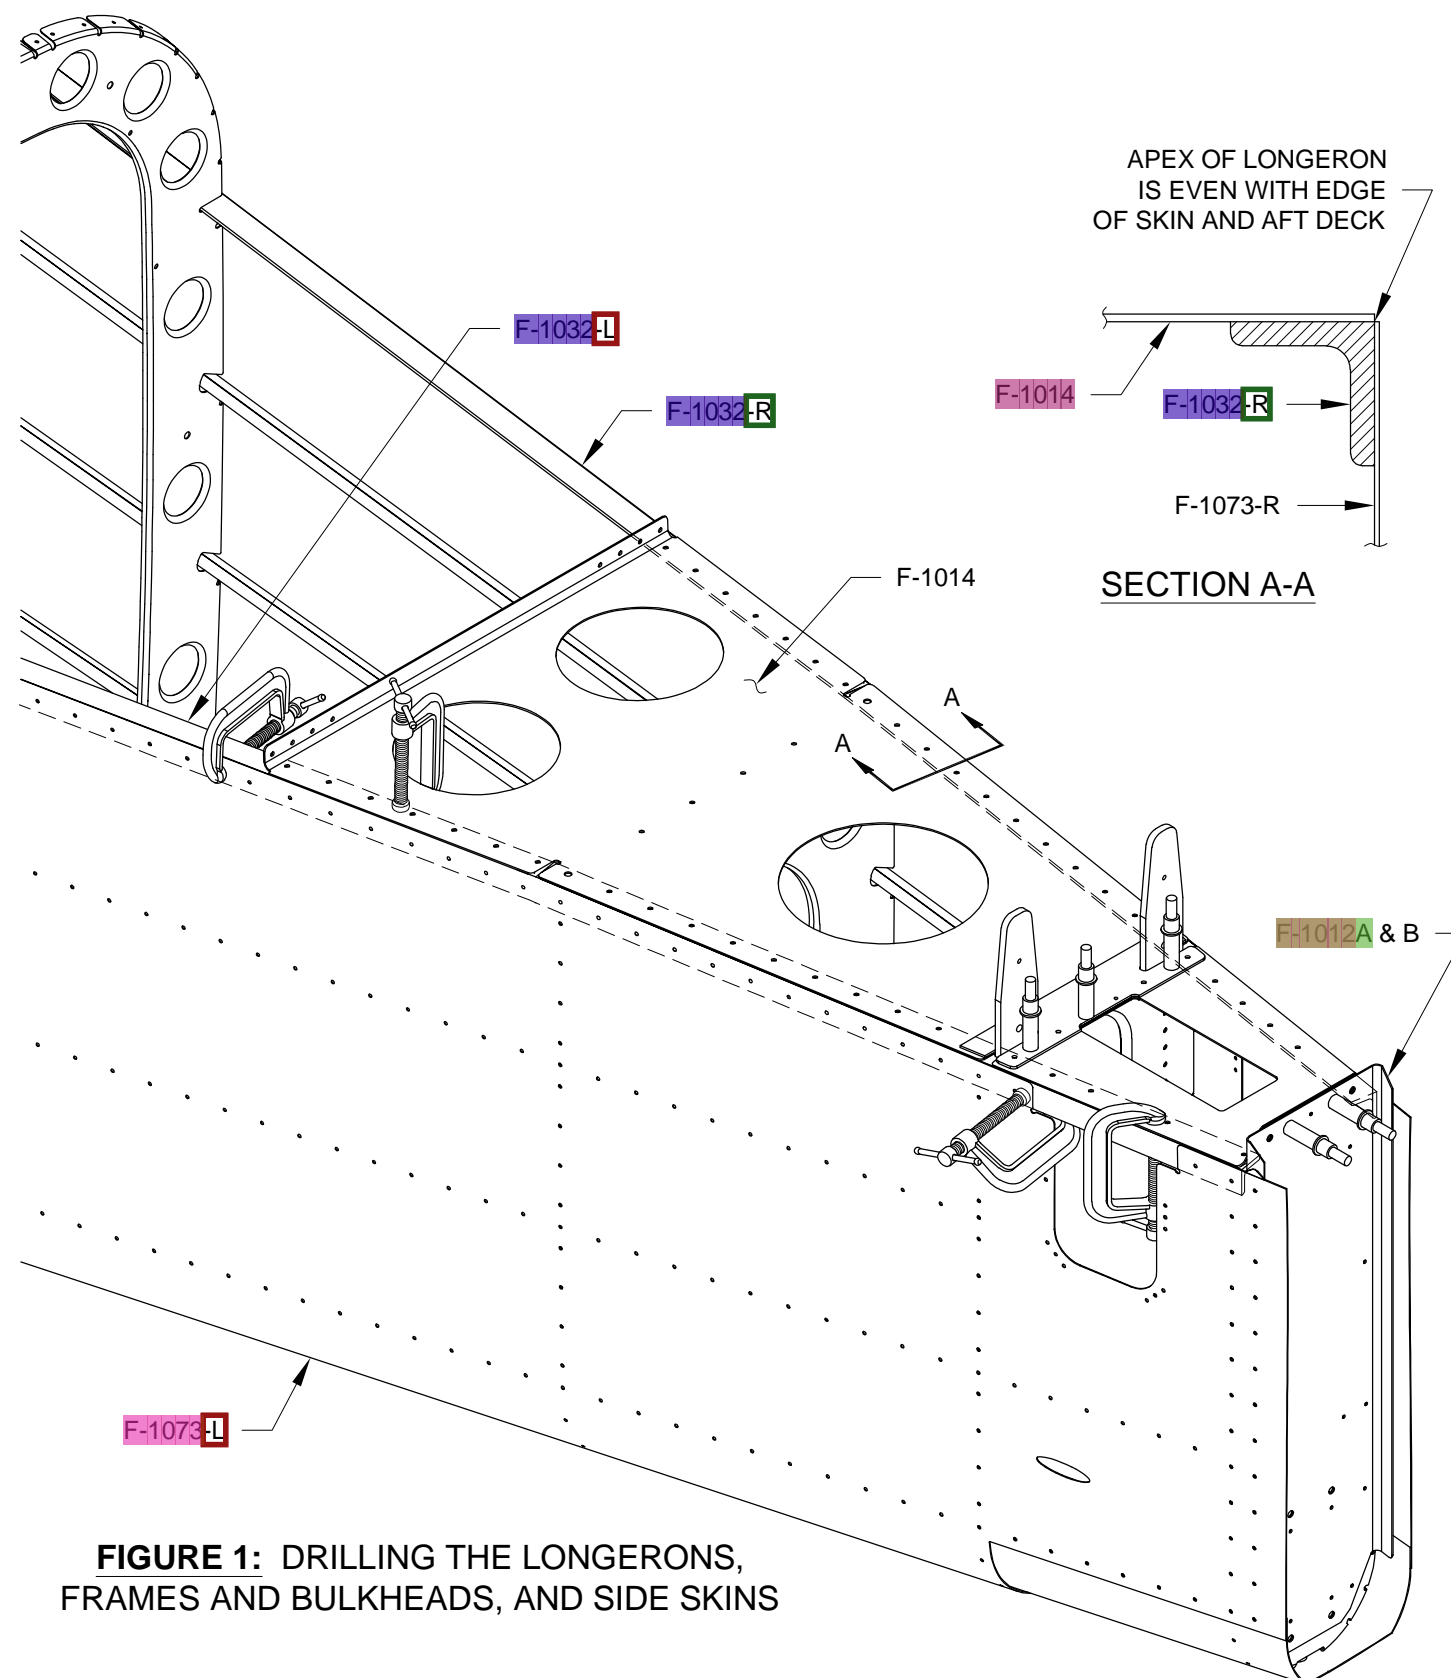 APEX OF LONGERON
IS EVEN WITH EDGE
OF SKIN AND AFT DECK
F-1032-L
F-1014
F-1032-R
F-1032-R
F-1073-R
F-1014
SECTION A-A
A
A
F-1012A & B
F-1073-L
FIGURE 1: DRILLING THE LONGERONS,
FRAMES AND BULKHEADS, AND SIDE SKINS